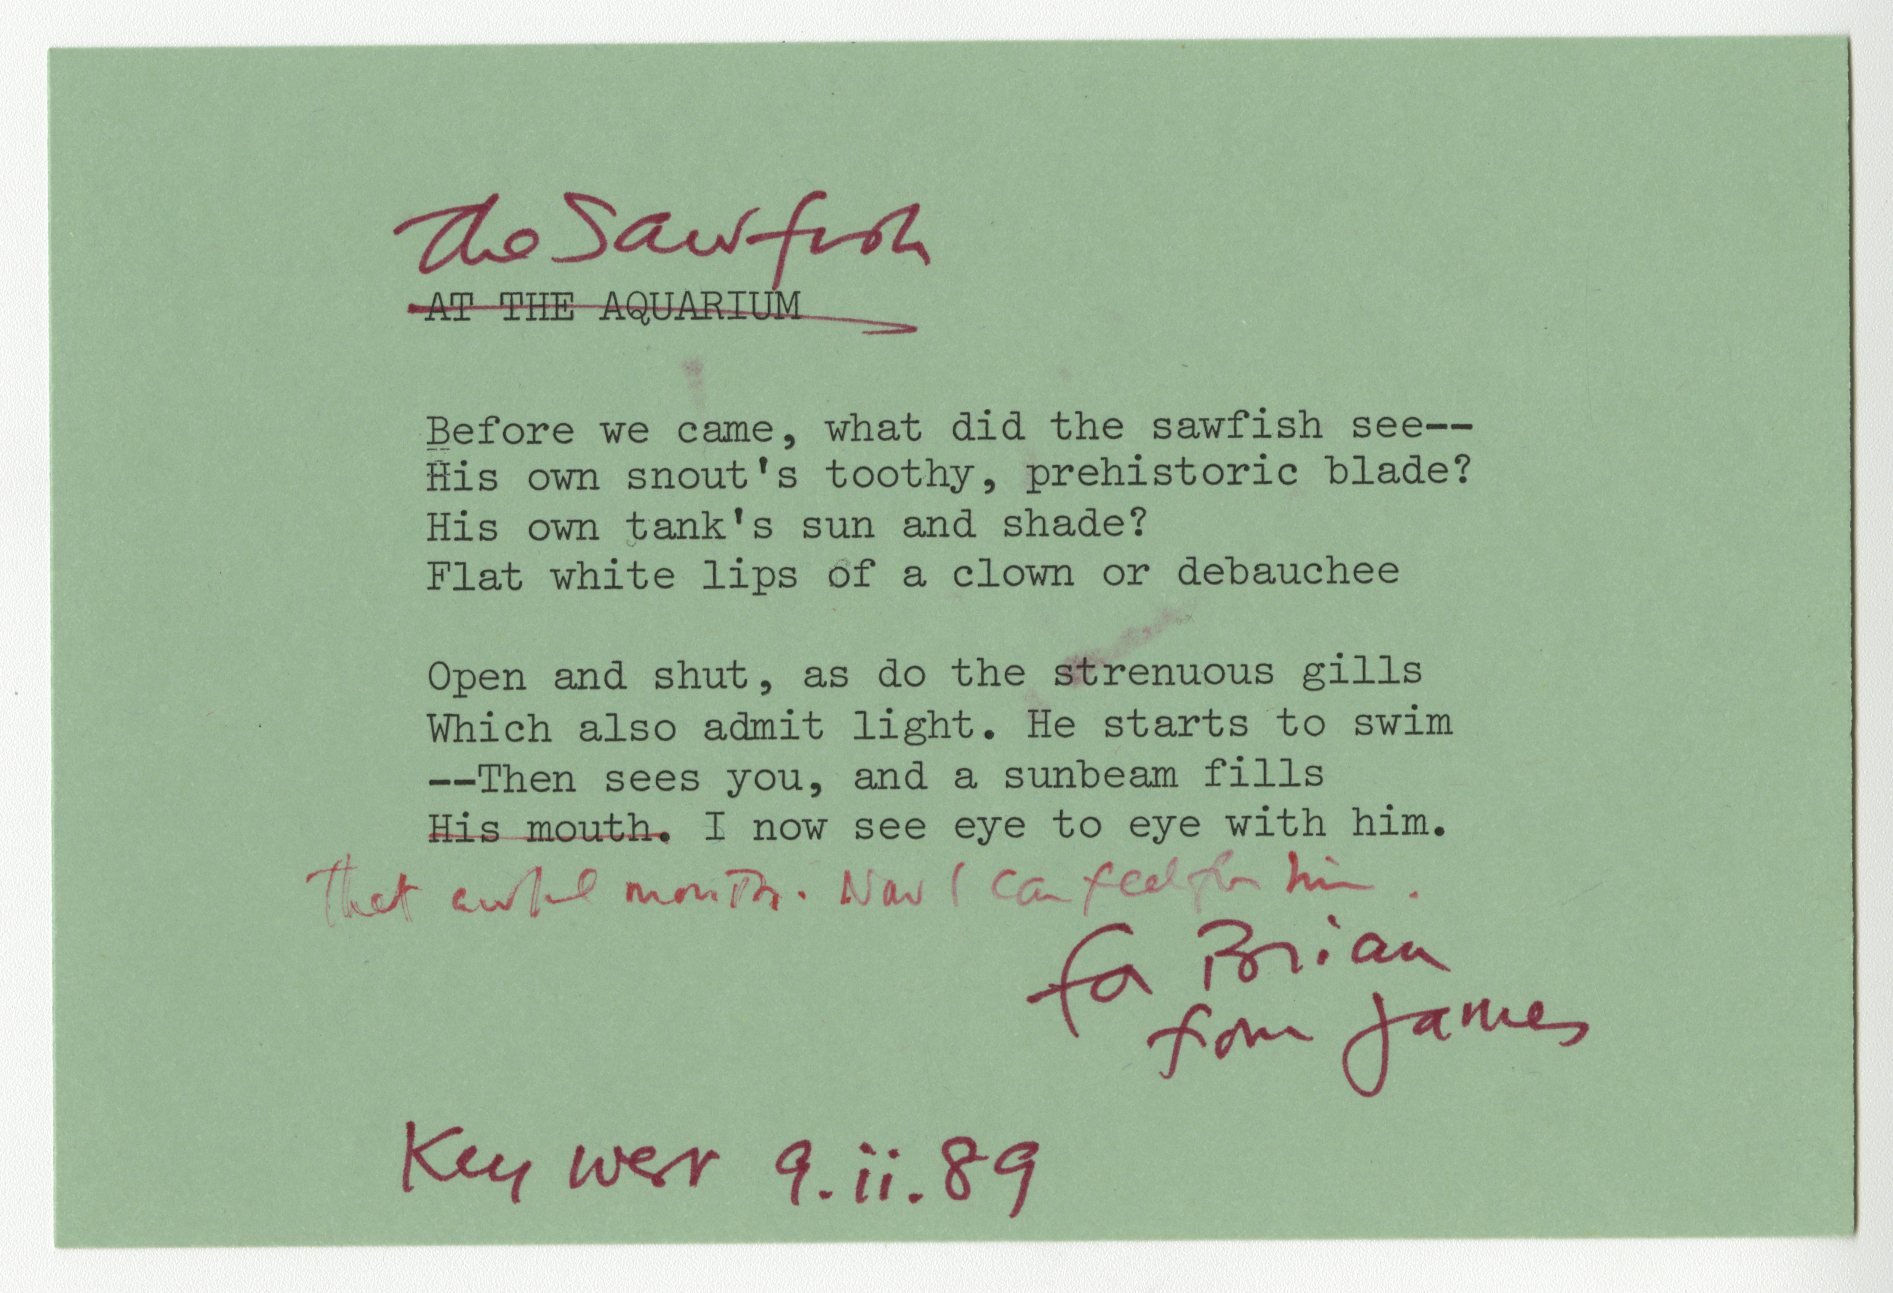 The Sawfish
AT THE AQUARIUM
Before we came, what did the sawfish see--
His own snout's toothy, prehistoric blade?
His own tank's sun and shade?
Flat white lips of a clown or debauchee
Open and shut, as do the strenuous gills
Which also admit light. He starts to swim
--Then sees you, and a sunbeam fills
His mouth. I now see eye to eye with him.
That awful mouth. Now I can feel for him.
for Brian
from James
Key West 9.ii.89